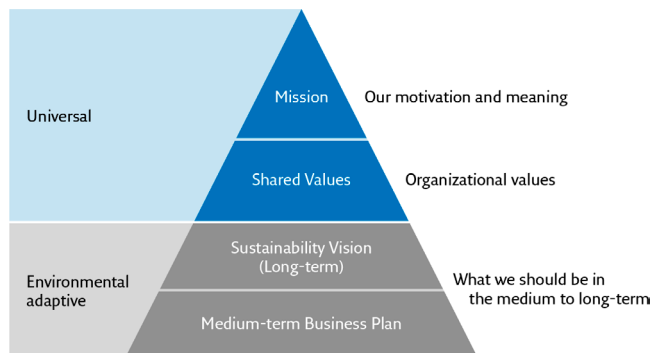 Mission
Our motivation and meaning
Universal
Shared Values
Organizational values
Sustainability Vision
(Long-term)
Environmental
adaptive
What we should be in
the medium to long-term
Medium-term Business Plan